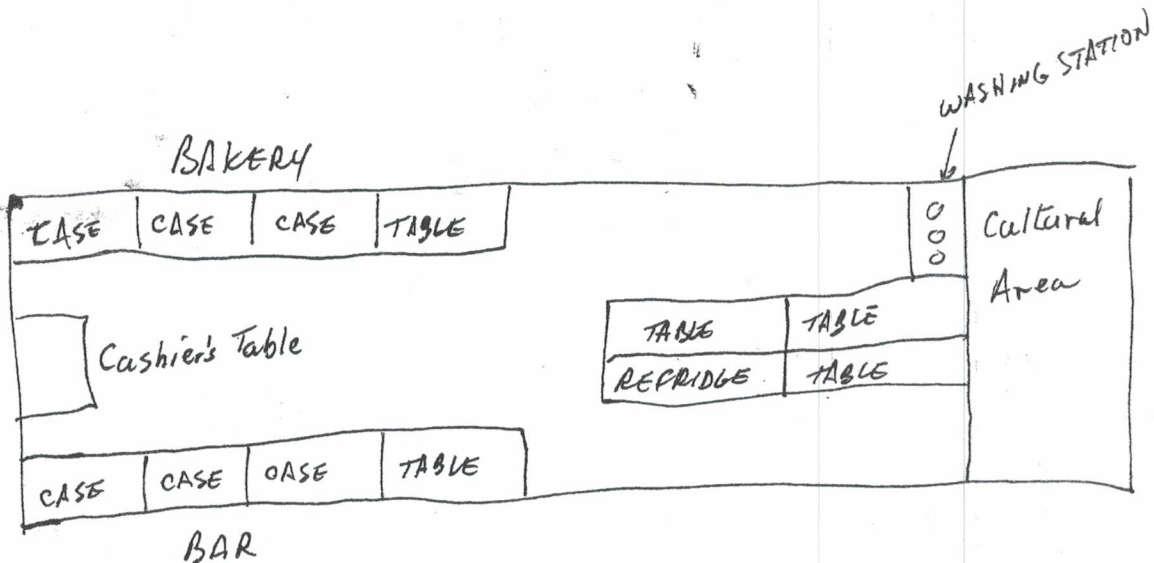 WASHING STATION
BAKERY
CASE CASE CASE TABLE
Cultural
Area
Cashier's Table
TABLE TABLE
REFRIDGE TABLE
CASE CASE CASE TABLE
BAR